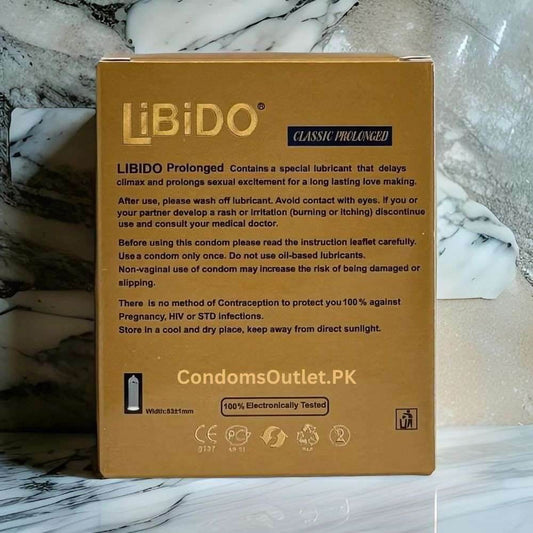 LiBiDO®
CLASSIC PROLONGED
LIBIDO Prolonged Contains a special lubricant that delays
climax and prolongs sexual excitement for a long lasting love making.
After use, please wash off lubricant. Avoid contact with eyes. If you or
your partner develop a rash or irritation (burning or itching) discontinue
use and consult your medical doctor.
Before using this condom please read the instruction leaflet carefully.
Use a condom only once. Do not use oil-based lubricants.
Non-vaginal use of condom may increase the risk of being damaged or
slipping.
There is no method of Contraception to protect you 100% against
Pregnancy, HIV or STD infections.
Store in a cool and dry place, keep away from direct sunlight.
CondomsOutlet.PK
Width:53±1mm
100% Electronically Tested
CE
2